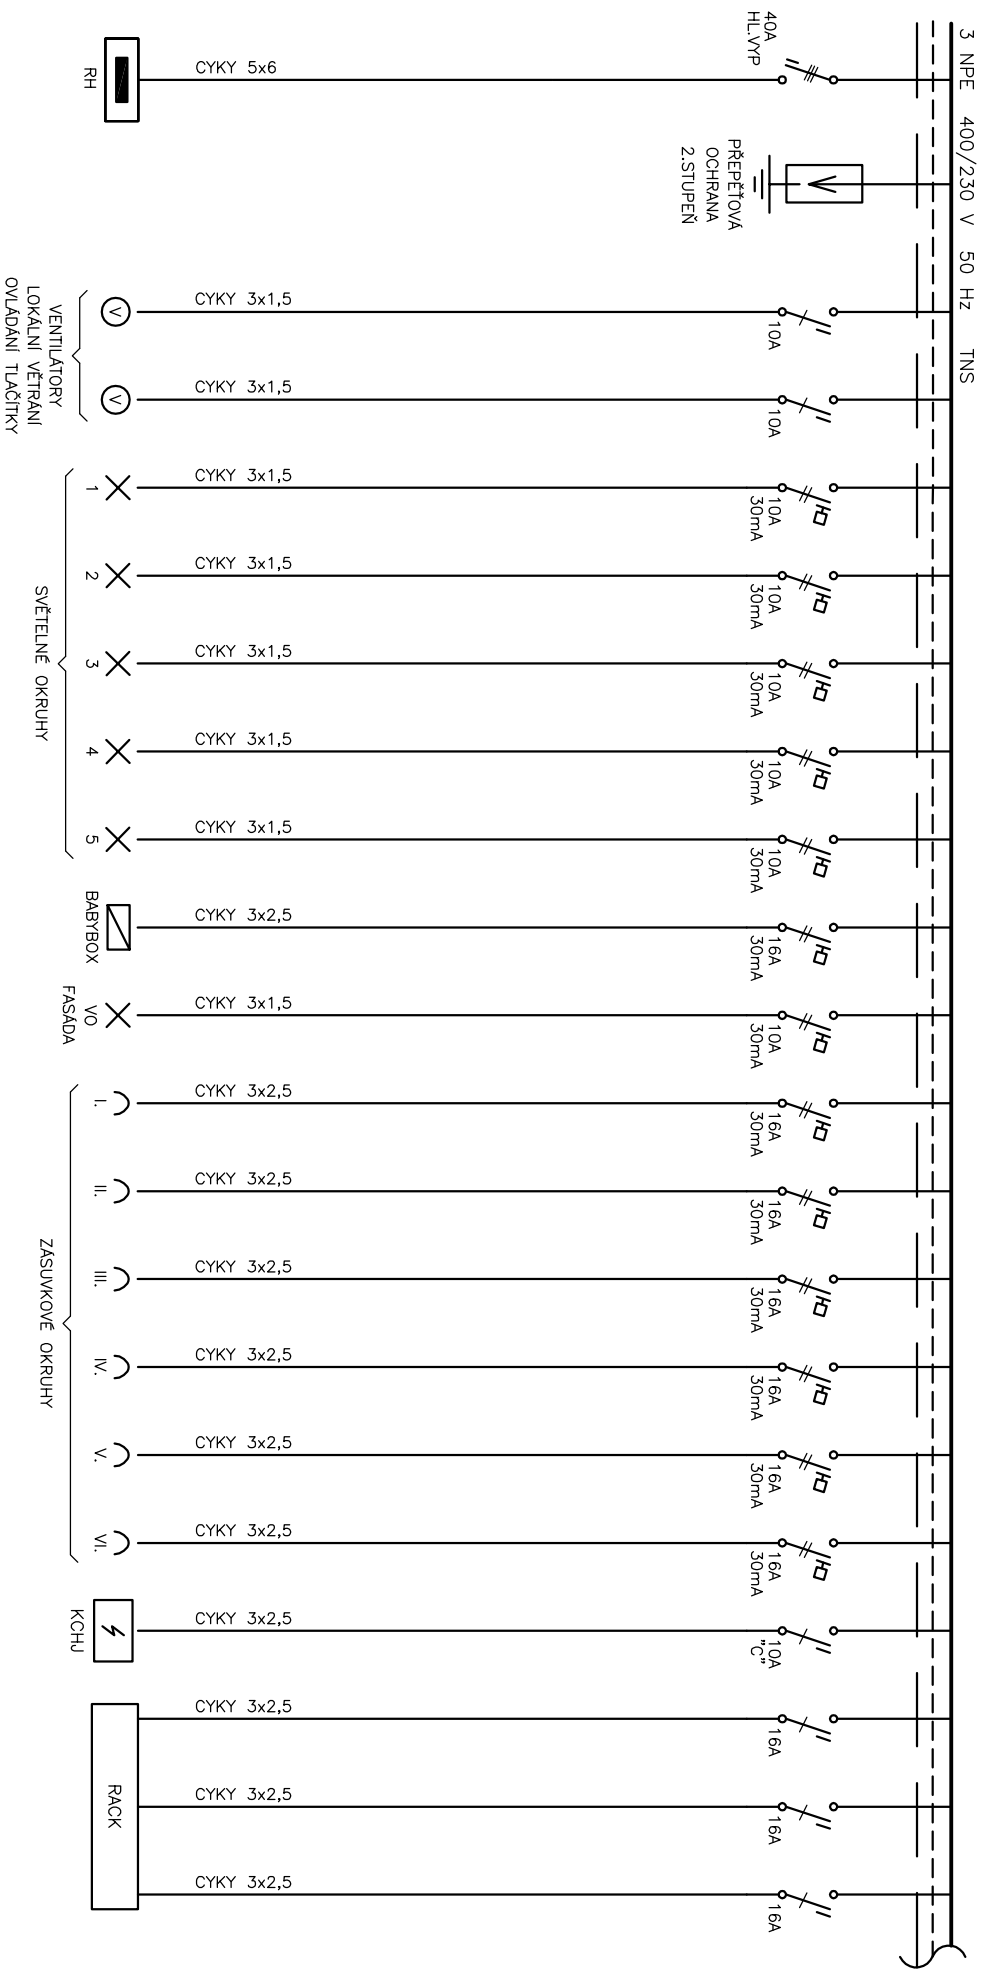 3 NPE 400/230 V 50 Hz TNS
40A
HL.VYP
CYKY 5x6
RH
PŘEPĚŤOVÁ
OCHRANA
2.STUPEŇ
10A
CYKY 3x1,5
V
10A
CYKY 3x1,5
V
VENTILÁTORY
LOKÁLNÍ VĚTRÁNÍ
OVLÁDÁNÍ TLAČÍTKY
10A
30mA
CYKY 3x1,5
1
10A
30mA
CYKY 3x1,5
2
10A
30mA
CYKY 3x1,5
3
10A
30mA
CYKY 3x1,5
4
10A
30mA
CYKY 3x1,5
5
SVĚTELNÉ OKRUHY
16A
30mA
CYKY 3x2,5
BABYBOX
10A
30mA
CYKY 3x1,5
VO
FASÁDA
16A
30mA
CYKY 3x2,5
I.
16A
30mA
CYKY 3x2,5
II.
16A
30mA
CYKY 3x2,5
III.
16A
30mA
CYKY 3x2,5
IV.
16A
30mA
CYKY 3x2,5
V.
16A
30mA
CYKY 3x2,5
VI.
ZÁSUVKOVÉ OKRUHY
10A
"C"
CYKY 3x2,5
KCHJ
16A
CYKY 3x2,5
16A
CYKY 3x2,5
16A
CYKY 3x2,5
RACK